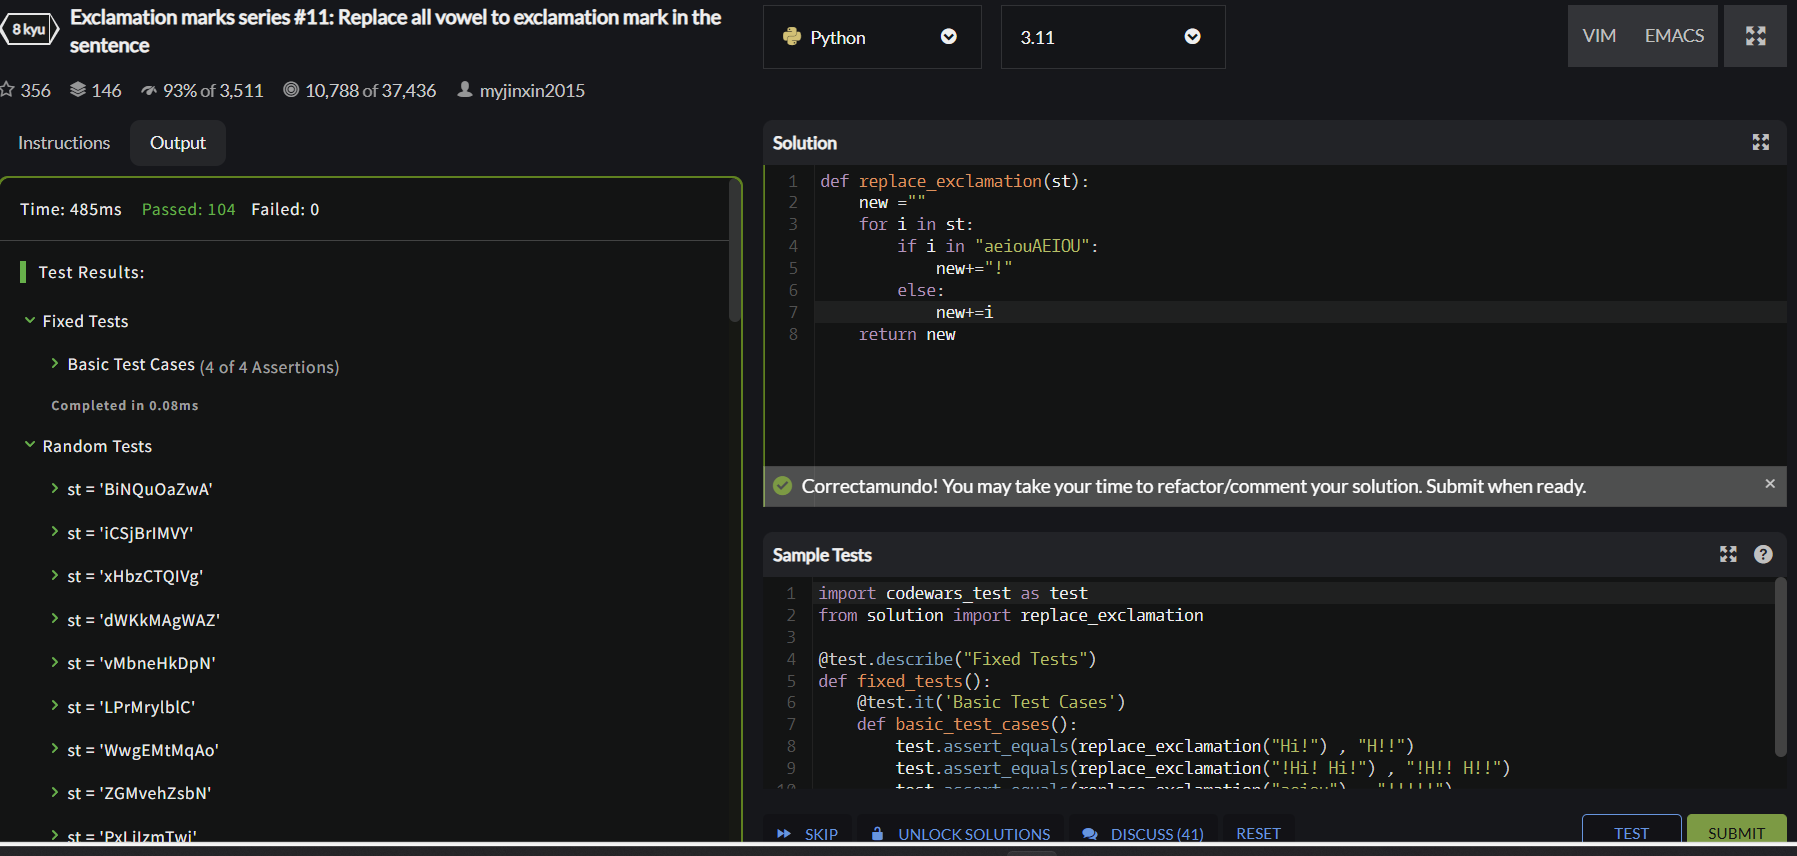 8 kyu
Exclamation marks series #11: Replace all vowel to exclamation mark in the
sentence
356 146 93% of 3,511 10,788 of 37,436 myjinxin2015
Instructions Output
Time: 485ms Passed: 104 Failed: 0
Test Results:
Fixed Tests
Basic Test Cases (4 of 4 Assertions)
Completed in 0.08ms
Random Tests
st = 'BiNQuOaZwA'
st = 'iCSjBrIMVY'
st = 'xHbzCTQIVg'
st = 'dWKkMAgWAZ'
st = 'vMbneHkDpN'
st = 'LPrMrylblC'
st = 'WwgEMtMqAo'
st = 'ZGMvehZsbN'
Python 3.11 VIM EMACS
Solution
1 def replace_exclamation(st):
2 new =""
3 for i in st:
4 if i in "aeiouAEIOU":
5 new+="!"
6 else:
7 new+=i
8 return new
Correctamundo! You may take your time to refactor/comment your solution. Submit when ready. ×
Sample Tests ?
1 import codewars_test as test
2 from solution import replace_exclamation
3
4 @test.describe("Fixed Tests")
5 def fixed_tests():
6 @test.it('Basic Test Cases')
7 def basic_test_cases():
8 test.assert_equals(replace_exclamation("Hi!") , "H!!")
9 test.assert_equals(replace_exclamation("!Hi! Hi!") , "!H!! H!!")
10 test.assert_equals(replace_exclamation("aeiou") , "!!!!!")
SKIP UNLOCK SOLUTIONS DISCUSS (41) RESET TEST SUBMIT